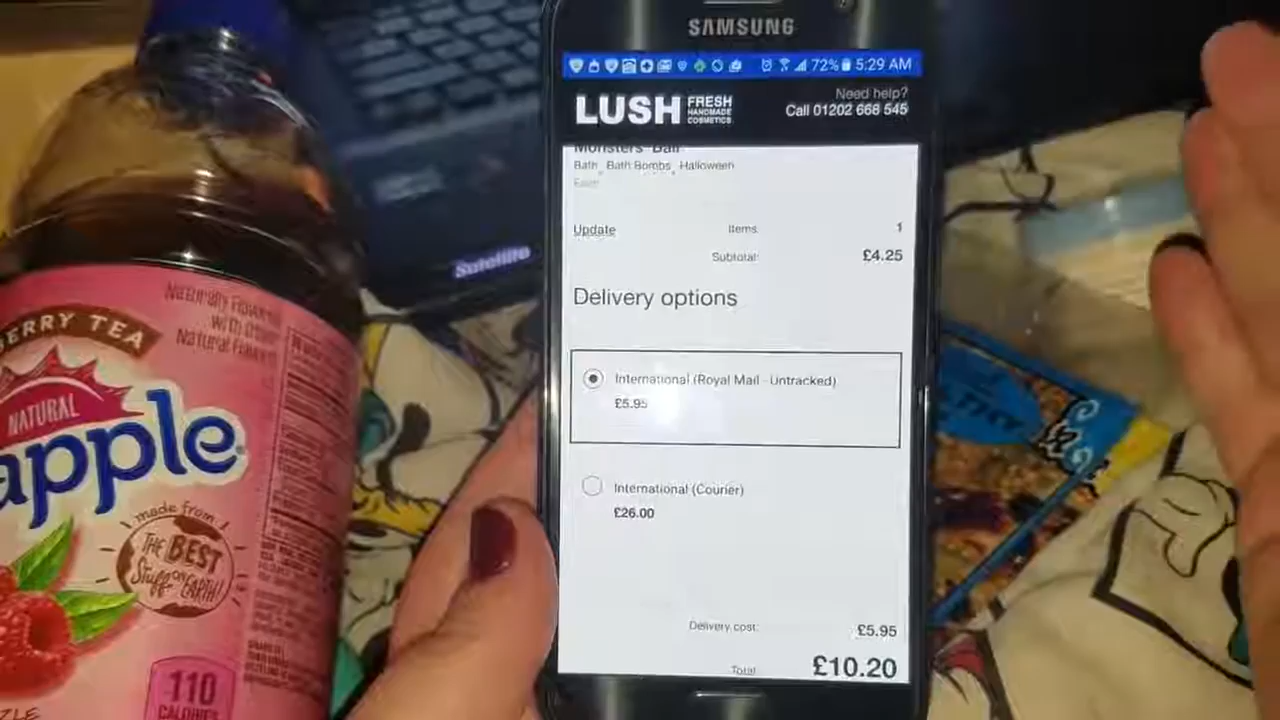 SAMSUNG
72% 5:29 AM
LUSH FRESH HANDMADE COSMETICS
Need help?
Call 01202 668 545
Monsters' Ball
Bath, Bath Bombs, Halloween
Update Items: 1
Subtotal: £4.25
Delivery options
International (Royal Mail - Untracked)
£5.95
International (Courier)
£26.00
Delivery cost: £5.95
Total: £10.20
Satellite
BERRY TEA
Naturally Flavored
with Other
Natural Flavors
NATURAL
apple
made from
THE BEST
Stuff on EARTH!
110
CALORIES